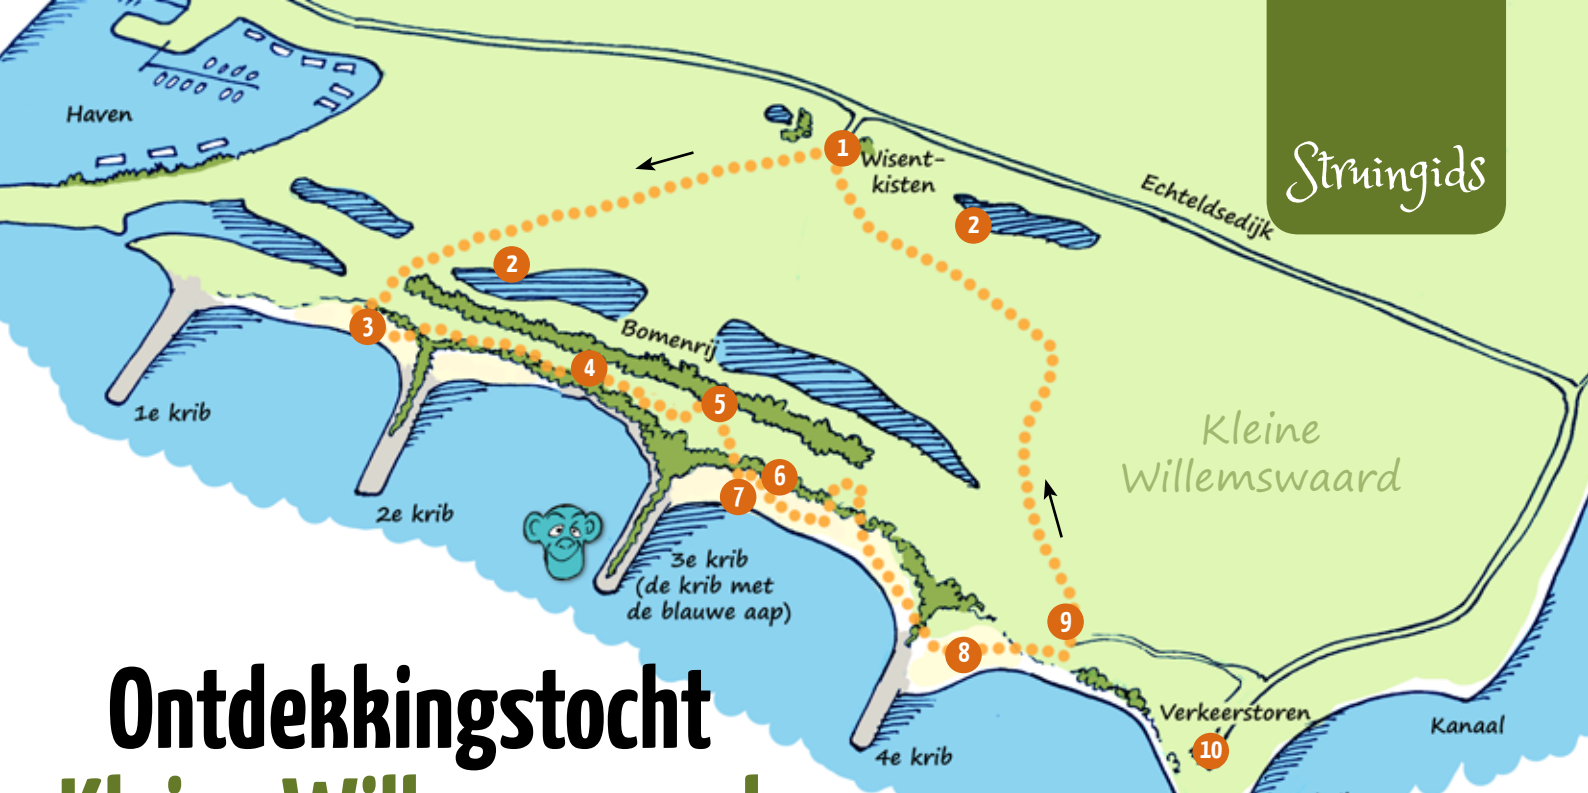 Haven
1
Wisent-
kisten
Echteldsedijk
Struingids
2
2
3
Bomenrij
4
5
1e krib
Kleine
Willemswaard
2e krib
6
7
3e krib
(de krib met
de blauwe aap)
9
8
Ontdekkingstocht
Verkeerstoren
Kanaal
10
4e krib